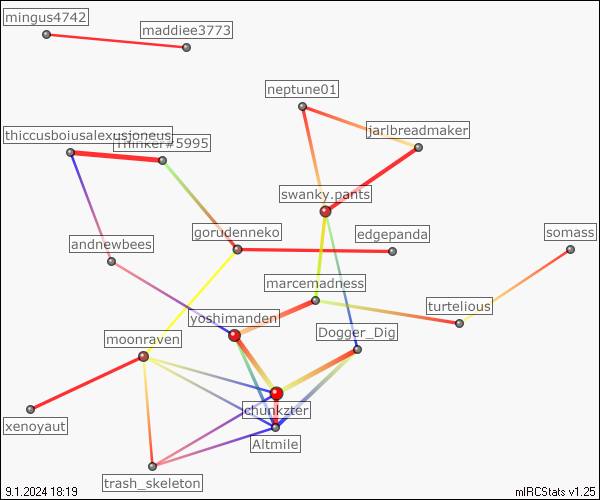 mingus4742
maddiee3773
neptune01
jarlbreadmaker
thiccusboiusalexusjoneus
Thinker#5995
swanky.pants
gorudenneko
edgepanda
somass
andnewbees
marcemadness
turtelious
yoshimanden
Dogger_Dig
moonraven
chunkzter
xenoyaut
Altmile
trash_skeleton
9.1.2024 18:19
mIRCStats v1.25